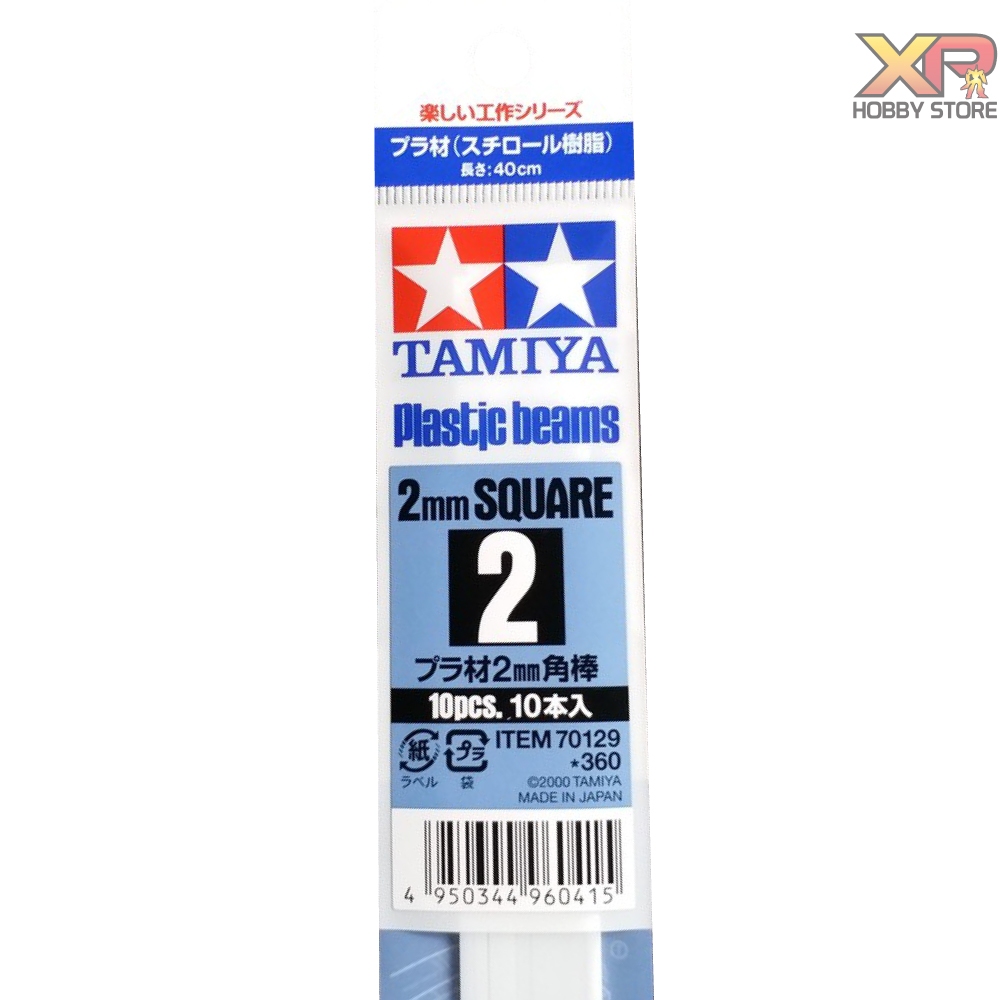 XP
HOBBY STORE
楽しい工作シリーズ
プラ材(スチロール樹脂)
長さ:40cm
TAMIYA
Plastic beams
2mm SQUARE
2
プラ材2mm角棒
10pcs. 10本入
紙 プラ ITEM 70129
ラベル 袋 *360
©2000 TAMIYA
MADE IN JAPAN
4 950344 960415